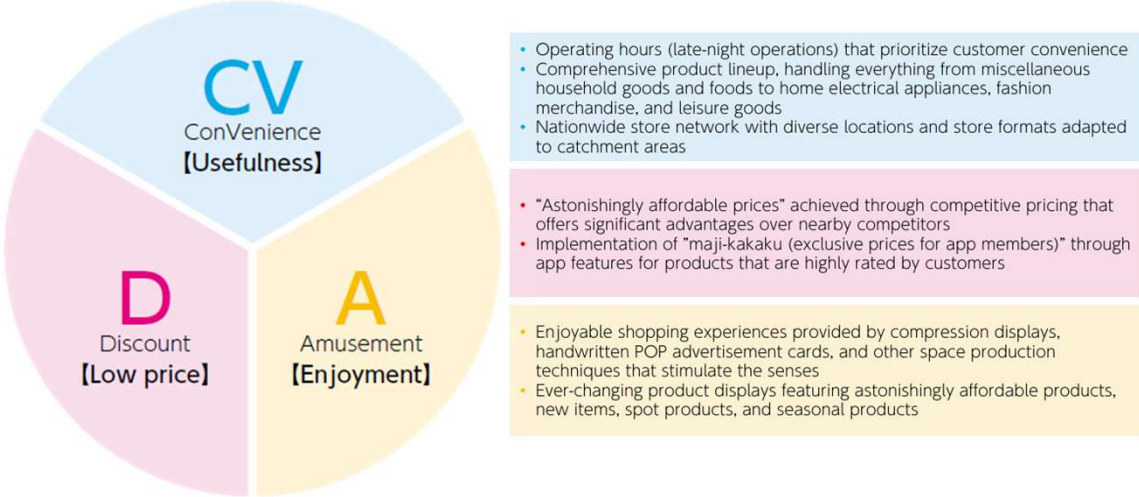 CV
ConVenience
【Usefulness】
D
Discount
【Low price】
A
Amusement
【Enjoyment】
• Operating hours (late-night operations) that prioritize customer convenience
• Comprehensive product lineup, handling everything from miscellaneous
household goods and foods to home electrical appliances, fashion
merchandise, and leisure goods
• Nationwide store network with diverse locations and store formats adapted
to catchment areas
• "Astonishingly affordable prices" achieved through competitive pricing that
offers significant advantages over nearby competitors
• Implementation of "maji-kakaku (exclusive prices for app members)" through
app features for products that are highly rated by customers
• Enjoyable shopping experiences provided by compression displays,
handwritten POP advertisement cards, and other space production
techniques that stimulate the senses
• Ever-changing product displays featuring astonishingly affordable products,
new items, spot products, and seasonal products